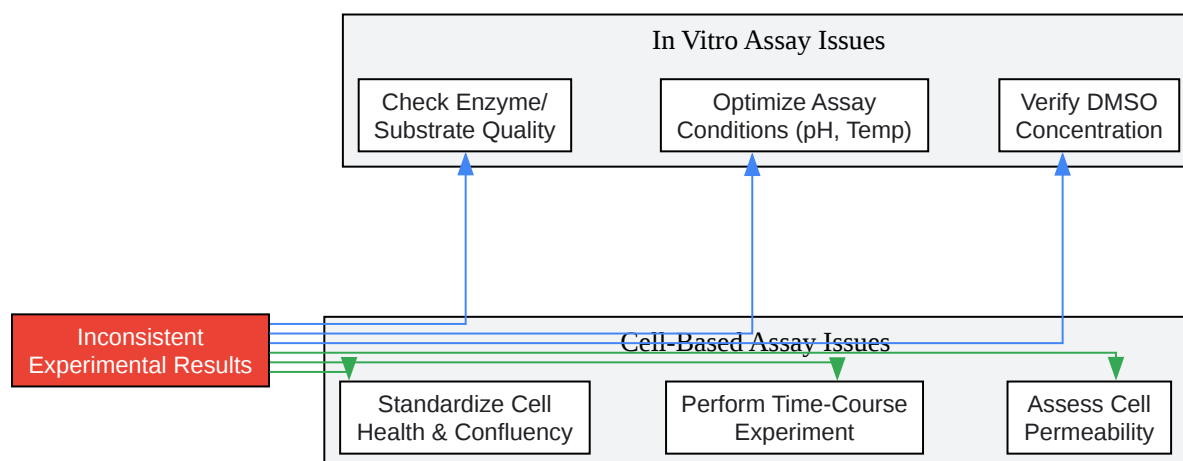 In Vitro Assay Issues
Check Enzyme/
Substrate Quality
Optimize Assay
Conditions (pH, Temp)
Verify DMSO
Concentration
Inconsistent
Experimental Results
Cell-Based Assay Issues
Standardize Cell
Health & Confluency
Perform Time-Course
Experiment
Assess Cell
Permeability